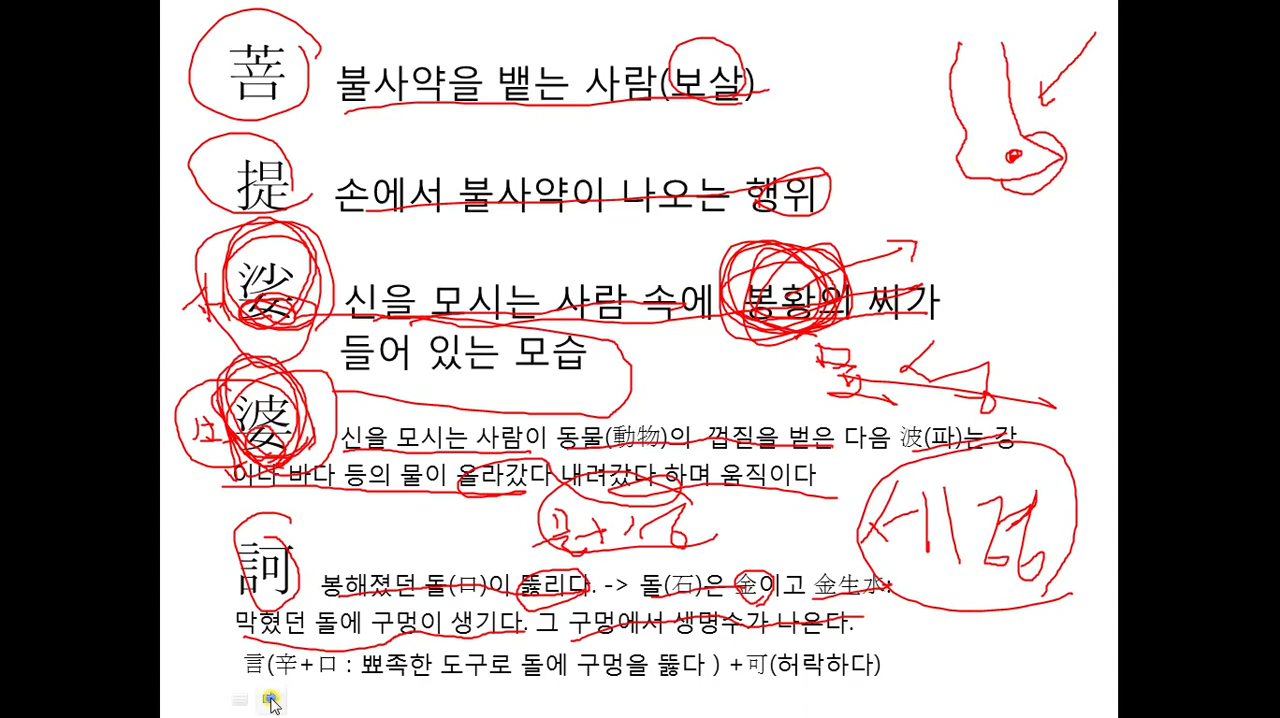 菩 불사약을 뱉는 사람(보살)
提 손에서 불사약이 나오는 행위
娑 신을 모시는 사람 속에 봉황의 씨가
들어 있는 모습
婆 신을 모시는 사람이 동물(動物)의 껍질을 벋은 다음 波(파)는 강
이나 바다 등의 물이 올라갔다 내려갔다 하며 움직이다
세경
訶 봉해졌던 돌(口)이 뚫리다. -> 돌(石)은 金이고 金生水:
막혔던 돌에 구멍이 생기다. 그 구멍에서 생명수가 나온다.
言(辛+口 : 뾰족한 도구로 돌에 구멍을 뚫다 ) +可(허락하다)